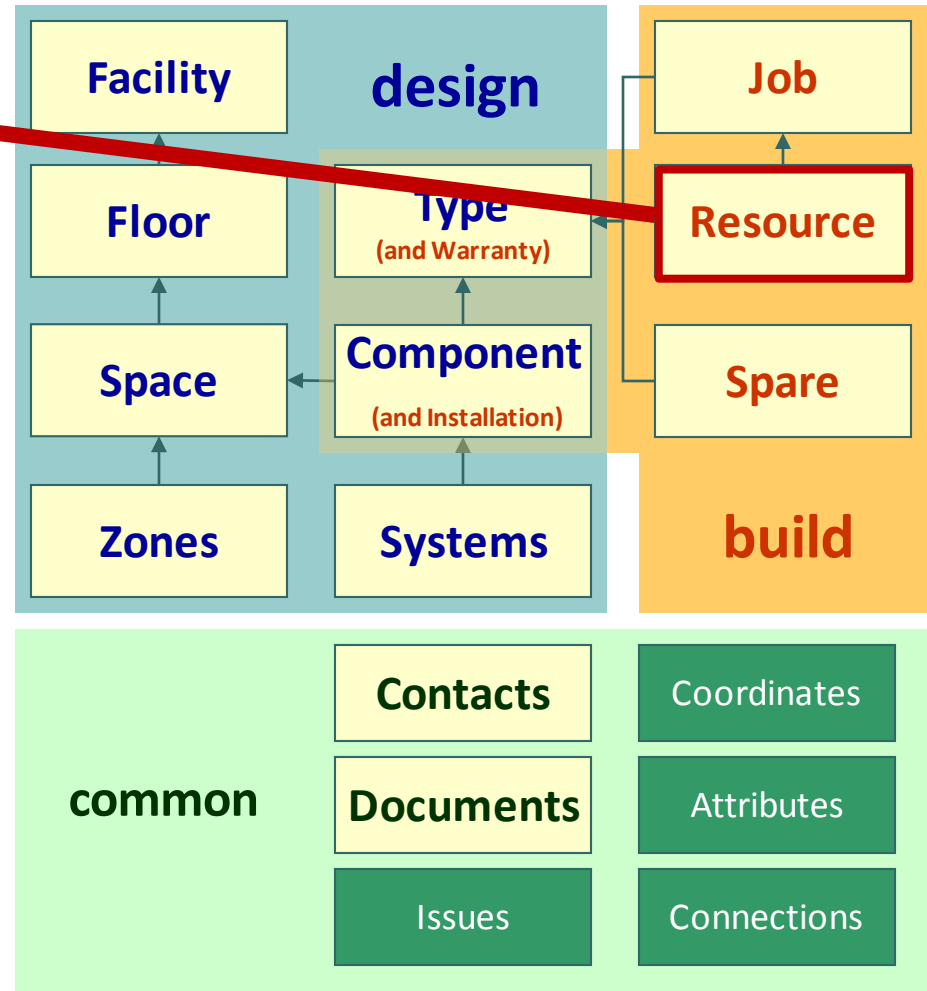 Facility
design
Job
Floor
Type
(and Warranty)
Resource
Space
Component
(and Installation)
Spare
Zones
Systems
build
common
Contacts
Coordinates
Documents
Attributes
Issues
Connections